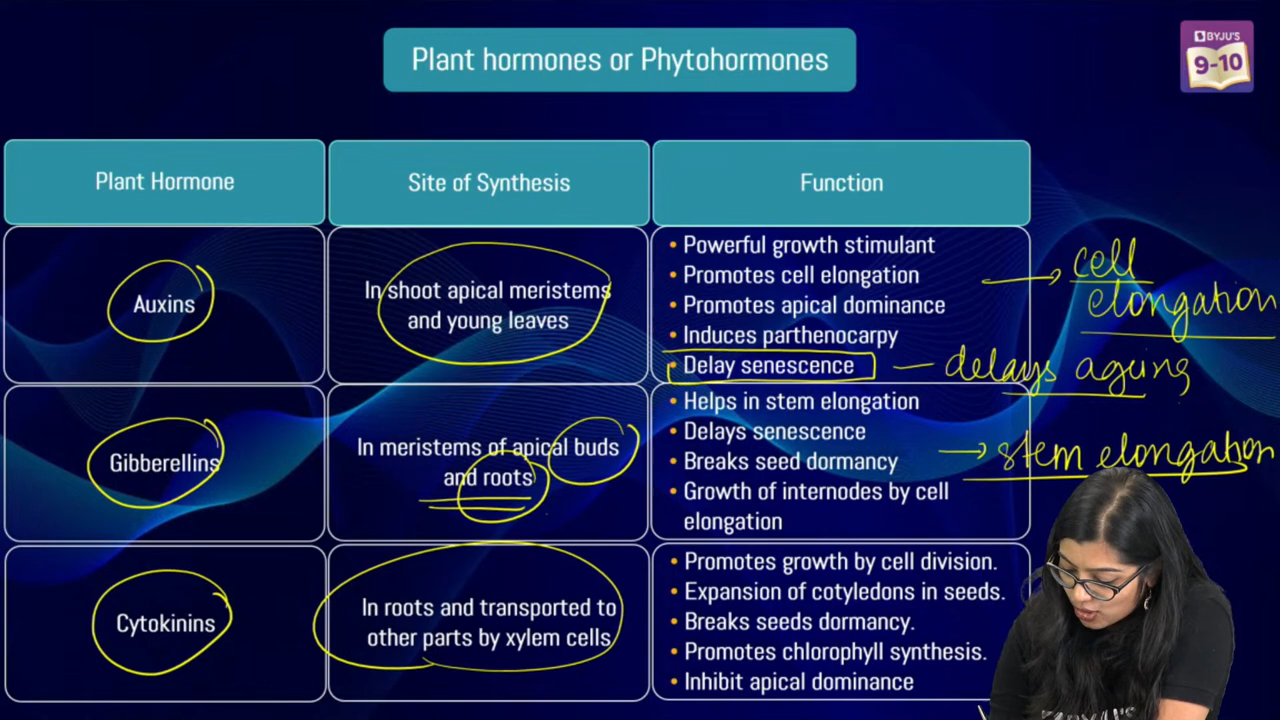 Plant hormones or Phytohormones
BYJU'S
9-10
Plant Hormone
Site of Synthesis
Function
Auxins
In shoot apical meristems
and young leaves
• Powerful growth stimulant
• Promotes cell elongation
• Promotes apical dominance
• Induces parthenocarpy
• Delay senescence
cell
elongation
delays ageing
Gibberellins
In meristems of apical buds
and roots
• Helps in stem elongation
• Delays senescence
• Breaks seed dormancy
• Growth of internodes by cell
elongation
stem elongation
Cytokinins
In roots and transported to
other parts by xylem cells
• Promotes growth by cell division.
• Expansion of cotyledons in seeds.
• Breaks seeds dormancy.
• Promotes chlorophyll synthesis.
• Inhibit apical dominance